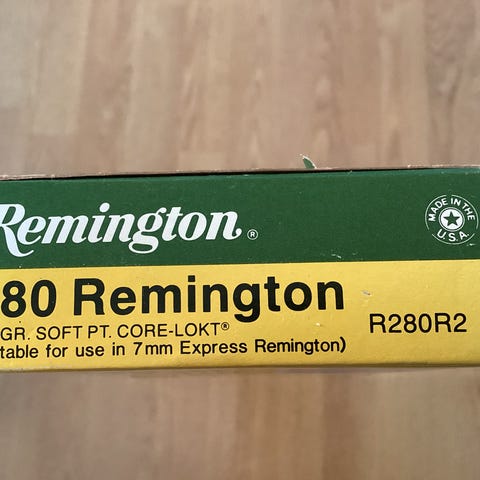 Remington®
MADE IN THE
U.S.A.
80 Remington
GR. SOFT PT. CORE-LOKT®
R280R2
table for use in 7mm Express Remington)